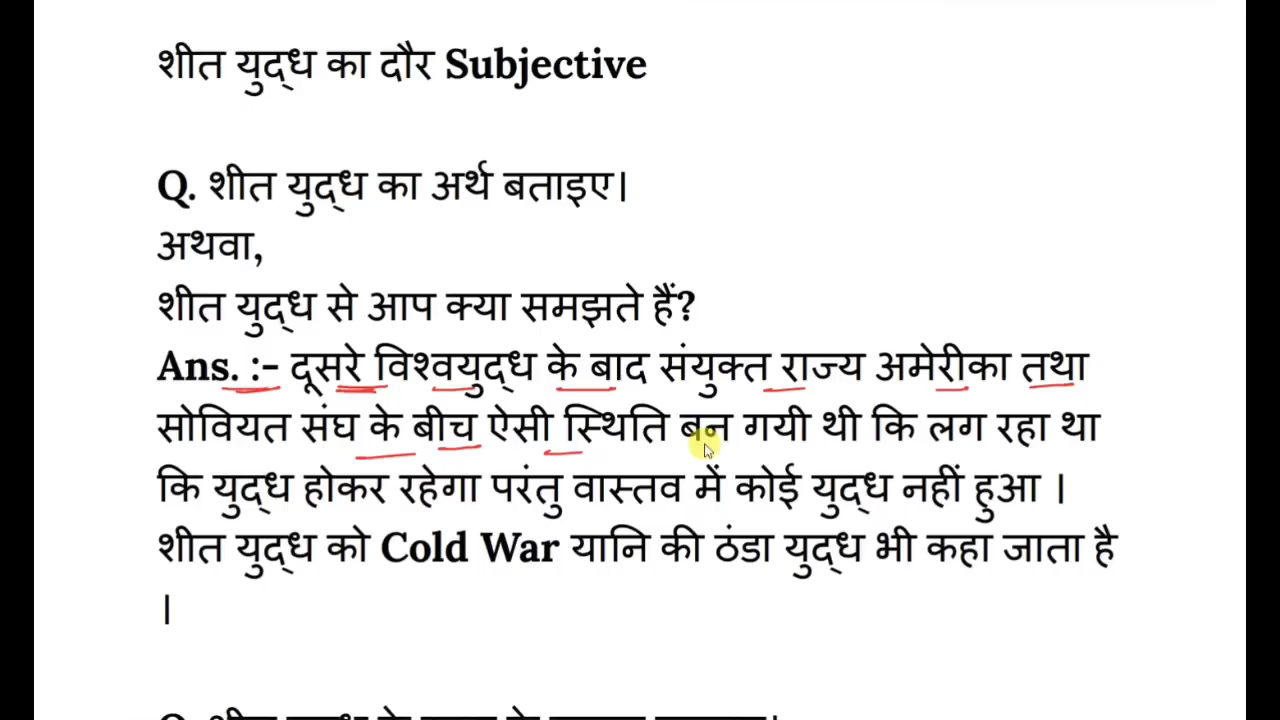 शीत युद्ध का दौर Subjective
Q. शीत युद्ध का अर्थ बताइए।
अथवा,
शीत युद्ध से आप क्या समझते हैं?
Ans. :- दूसरे विश्वयुद्ध के बाद संयुक्त राज्य अमेरीका तथा
सोवियत संघ के बीच ऐसी स्थिति बन गयी थी कि लग रहा था
कि युद्ध होकर रहेगा परंतु वास्तव में कोई युद्ध नहीं हुआ ।
शीत युद्ध को Cold War यानि की ठंडा युद्ध भी कहा जाता है
।